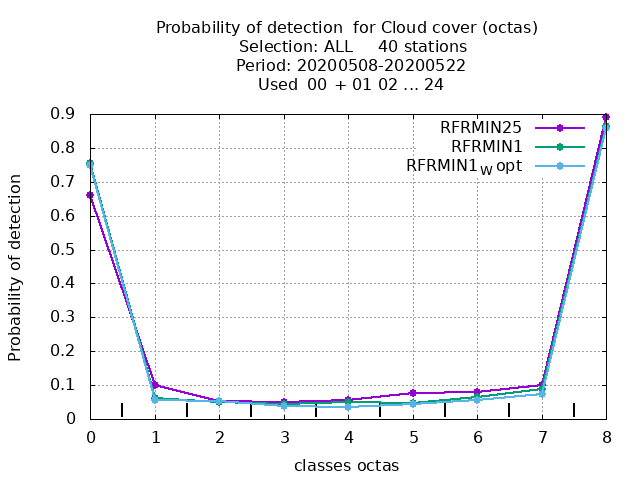 Probability of detection  for Cloud cover (octas)
Selection: ALL     40 stations
Period: 20200508-20200522
Used  00 + 01 02 ... 24
RFRMIN25
RFRMIN1
RFRMIN1W opt
Probability of detection
0.9
0.8
0.7
0.6
0.5
0.4
0.3
0.2
0.1
0
0 1 2 3 4 5 6 7 8
classes octas